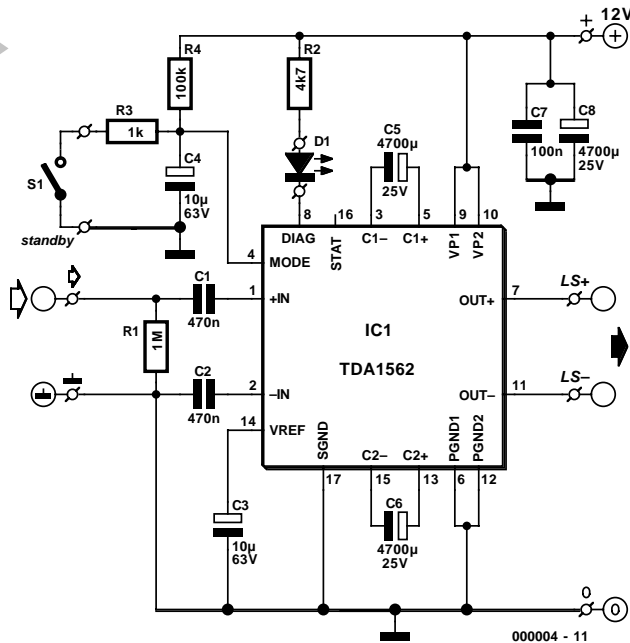 + 12V
R4
100k
R2
4k7
R3
1k
C4
10µ
63V
S1
standby
D1
C5
4700µ
25V
C7
100n
C8
4700µ
25V
8
16
3
5
9
10
DIAG
STAT
C1–
C1+
VP1
VP2
4
MODE
C1
470n
1
+IN
7
OUT+
LS+
R1
1M
IC1
TDA1562
C2
470n
2
–IN
11
OUT–
LS–
14
VREF
SGND
C2–
C2+
PGND1
PGND2
17
15
13
6
12
C3
10µ
63V
C6
4700µ
25V
0
0
000004 - 11